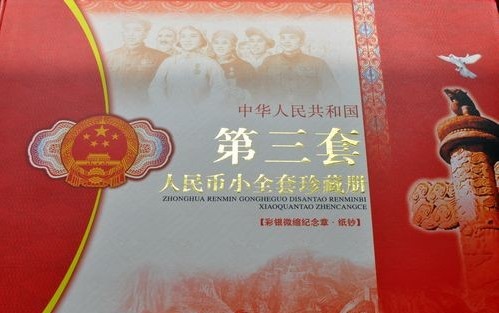 中华人民共和国
第三套
人民币小全套珍藏册
ZHONGHUA RENMIN GONGHEGUO DISANTAO RENMINBI
XIAOQUANTAO ZHENCANGCE
【彩银微缩纪念章·纸钞】